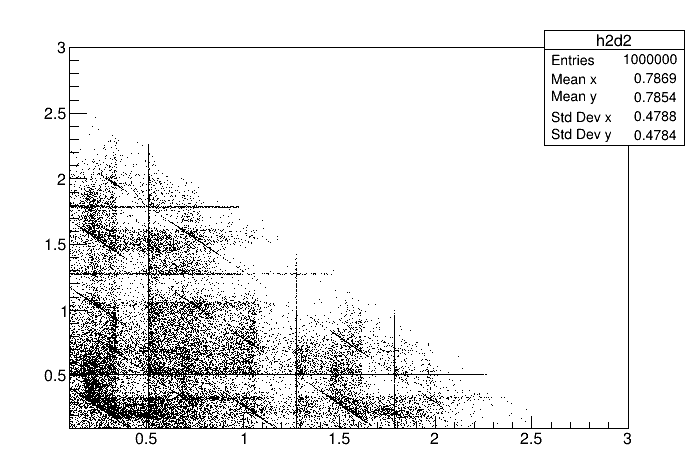 h2d2
Entries 1000000
Mean x 0.7869
Mean y 0.7854
Std Dev x 0.4788
Std Dev y 0.4784
3
2.5
2
1.5
1
0.5
0.5 1 1.5 2 2.5 3